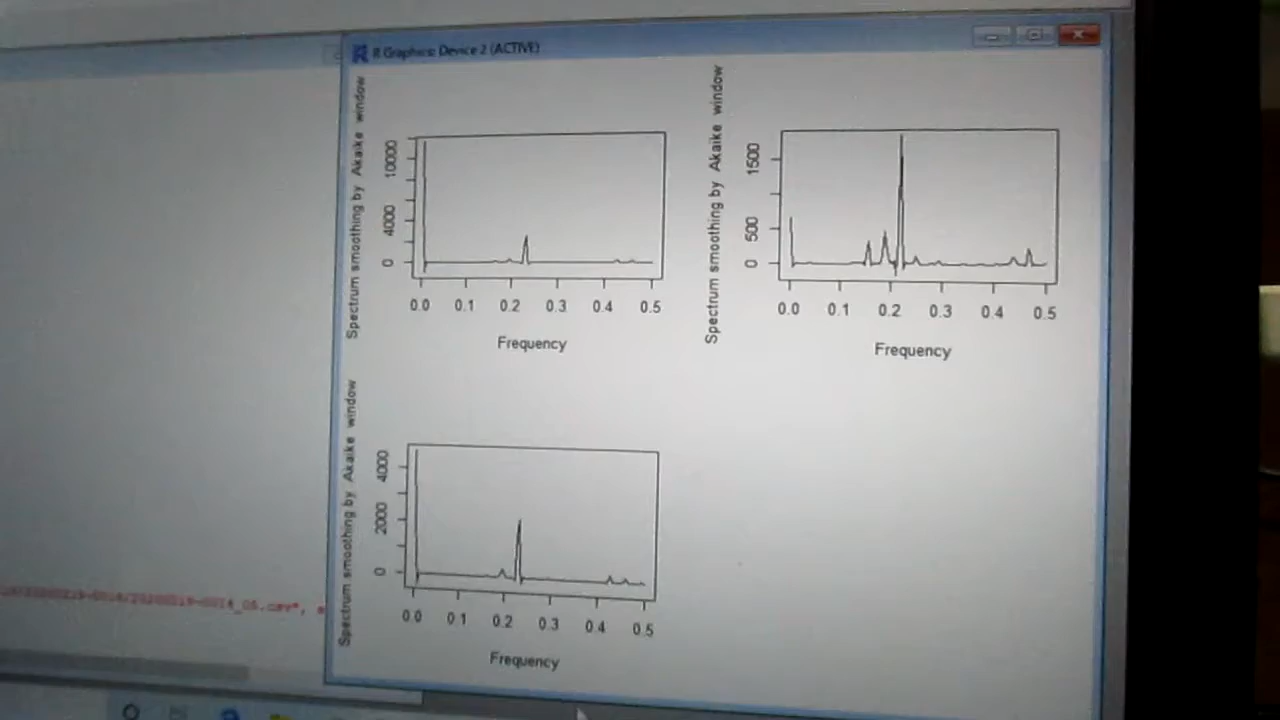 R Graphics: Device 2 (ACTIVE)
Spectrum smoothing by Akaike window
10000
4000
0
0.0 0.1 0.2 0.3 0.4 0.5
Frequency
Spectrum smoothing by Akaike window
1500
500
0
0.0 0.1 0.2 0.3 0.4 0.5
Frequency
Spectrum smoothing by Akaike window
4000
2000
0
0.0 0.1 0.2 0.3 0.4 0.5
Frequency